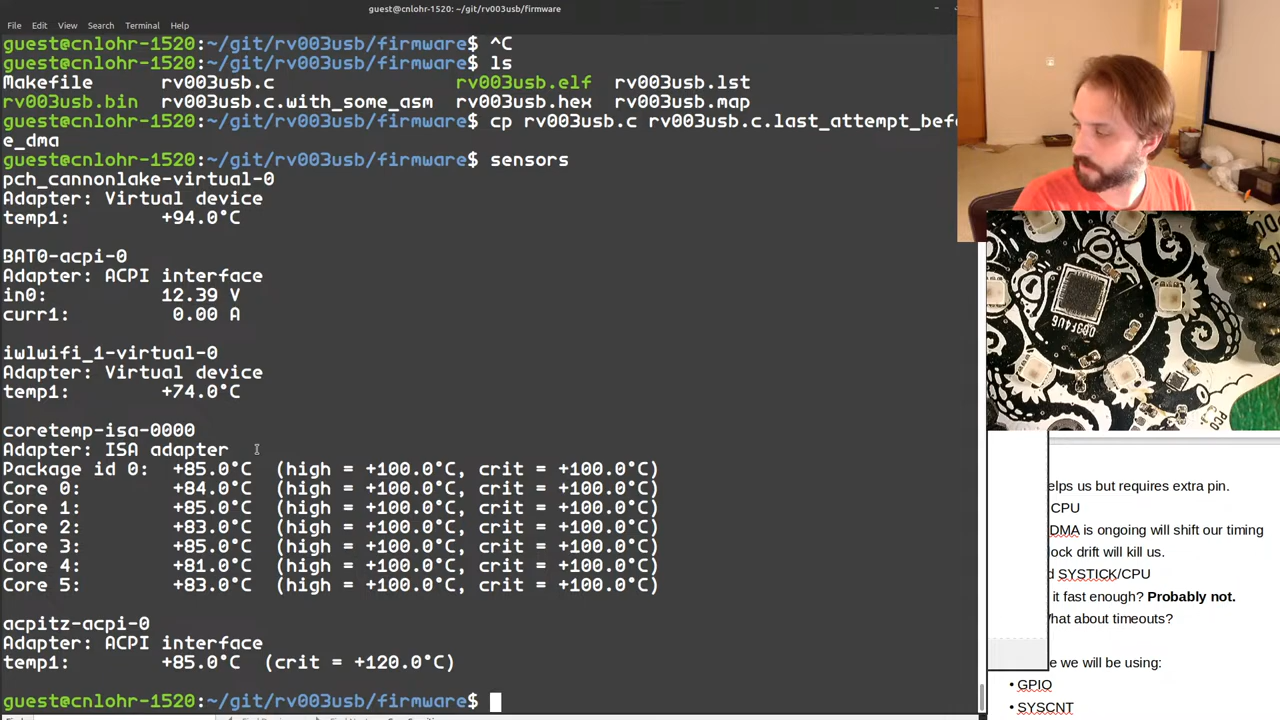 guest@cnlohr-1520: ~/git/rv003usb/firmware
File Edit View Search Terminal Help
guest@cnlohr-1520:~/git/rv003usb/firmware$ ^C
guest@cnlohr-1520:~/git/rv003usb/firmware$ ls
Makefile rv003usb.c rv003usb.elf rv003usb.lst
rv003usb.bin rv003usb.c.with_some_asm rv003usb.hex rv003usb.map
guest@cnlohr-1520:~/git/rv003usb/firmware$ cp rv003usb.c rv003usb.c.last_attempt_bef
e_dma
guest@cnlohr-1520:~/git/rv003usb/firmware$ sensors
pch_cannonlake-virtual-0
Adapter: Virtual device
temp1: +94.0°C
BAT0-acpi-0
Adapter: ACPI interface
in0: 12.39 V
curr1: 0.00 A
iwlwifi_1-virtual-0
Adapter: Virtual device
temp1: +74.0°C
coretemp-isa-0000
Adapter: ISA adapter
Package id 0: +85.0°C (high = +100.0°C, crit = +100.0°C)
Core 0: +84.0°C (high = +100.0°C, crit = +100.0°C)
Core 1: +85.0°C (high = +100.0°C, crit = +100.0°C)
Core 2: +83.0°C (high = +100.0°C, crit = +100.0°C)
Core 3: +85.0°C (high = +100.0°C, crit = +100.0°C)
Core 4: +81.0°C (high = +100.0°C, crit = +100.0°C)
Core 5: +83.0°C (high = +100.0°C, crit = +100.0°C)
acpitz-acpi-0
Adapter: ACPI interface
temp1: +85.0°C (crit = +120.0°C)
guest@cnlohr-1520:~/git/rv003usb/firmware$
elps us but requires extra pin.
CPU
DMA is ongoing will shift our timing
lock drift will kill us.
d SYSTICK/CPU
it fast enough? Probably not.
hat about timeouts?
e we will be using:
• GPIO
• SYSCNT